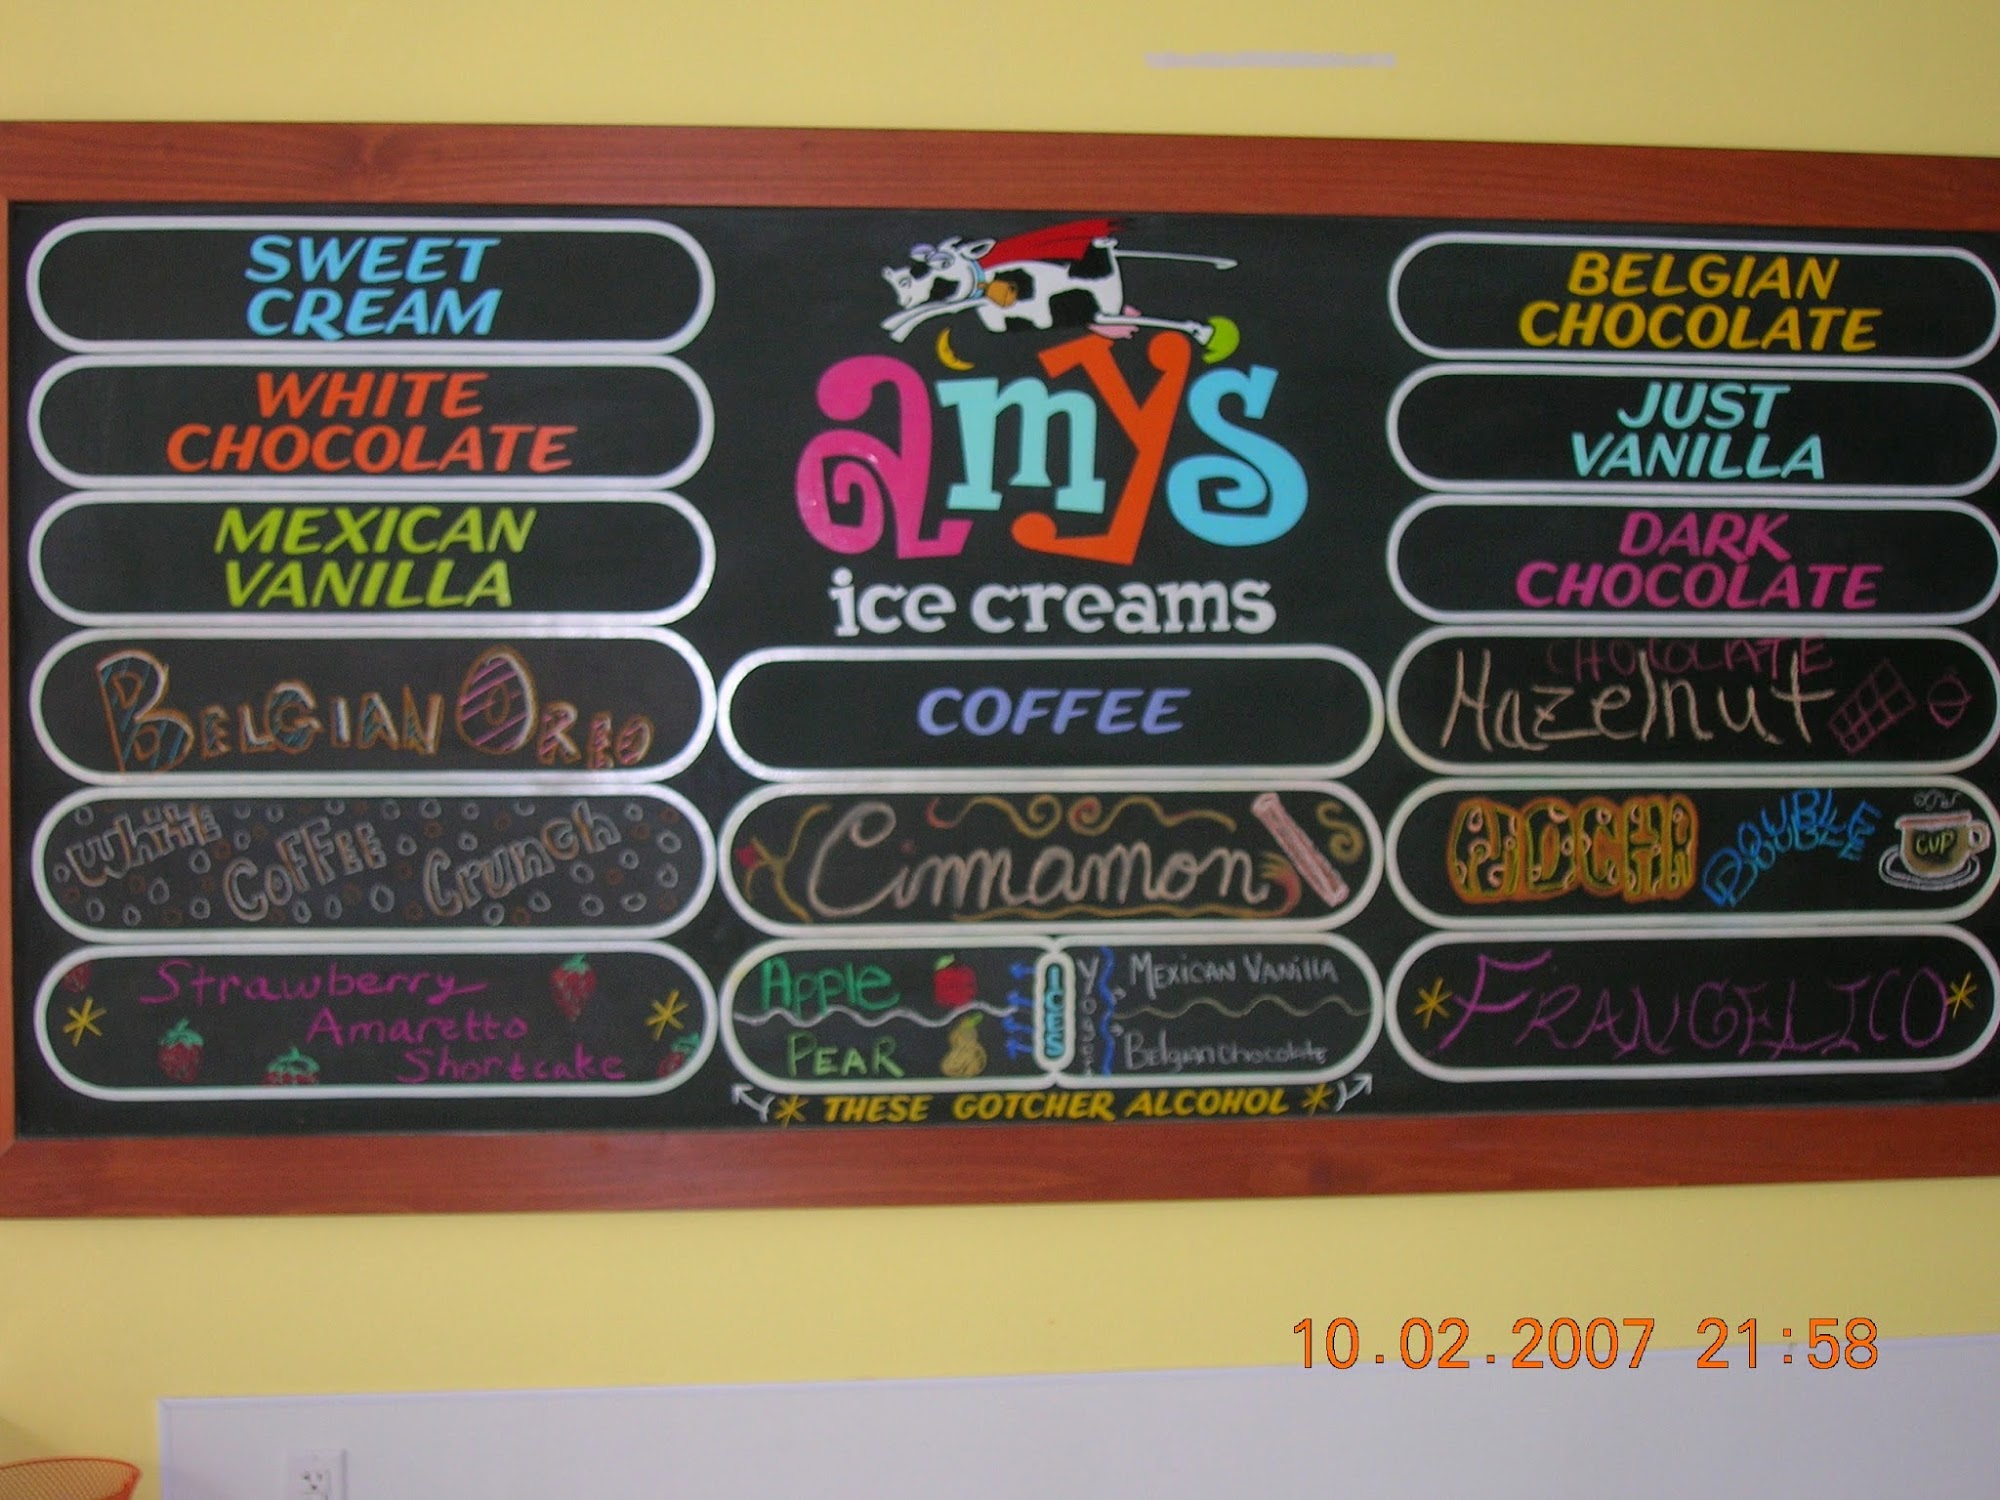 SWEET
CREAM
WHITE
CHOCOLATE
MEXICAN
VANILLA
BELGIAN OREO
White
Coffee
Crunch
Strawberry
Amaretto
Shortcake
amy's
ice creams
COFFEE
Cinnamon
Apple
PEAR
ICES
MEXICAN VANIllA
Belgian Chocolate
* THESE GOTCHER ALCOHOL *
BELGIAN
CHOCOLATE
JUST
VANILLA
DARK
CHOCOLATE
CHOCOLATE
Hazelnut
MOCHA
DOUBLE
CUP
* FRANGELICO *
10.02.2007 21:58